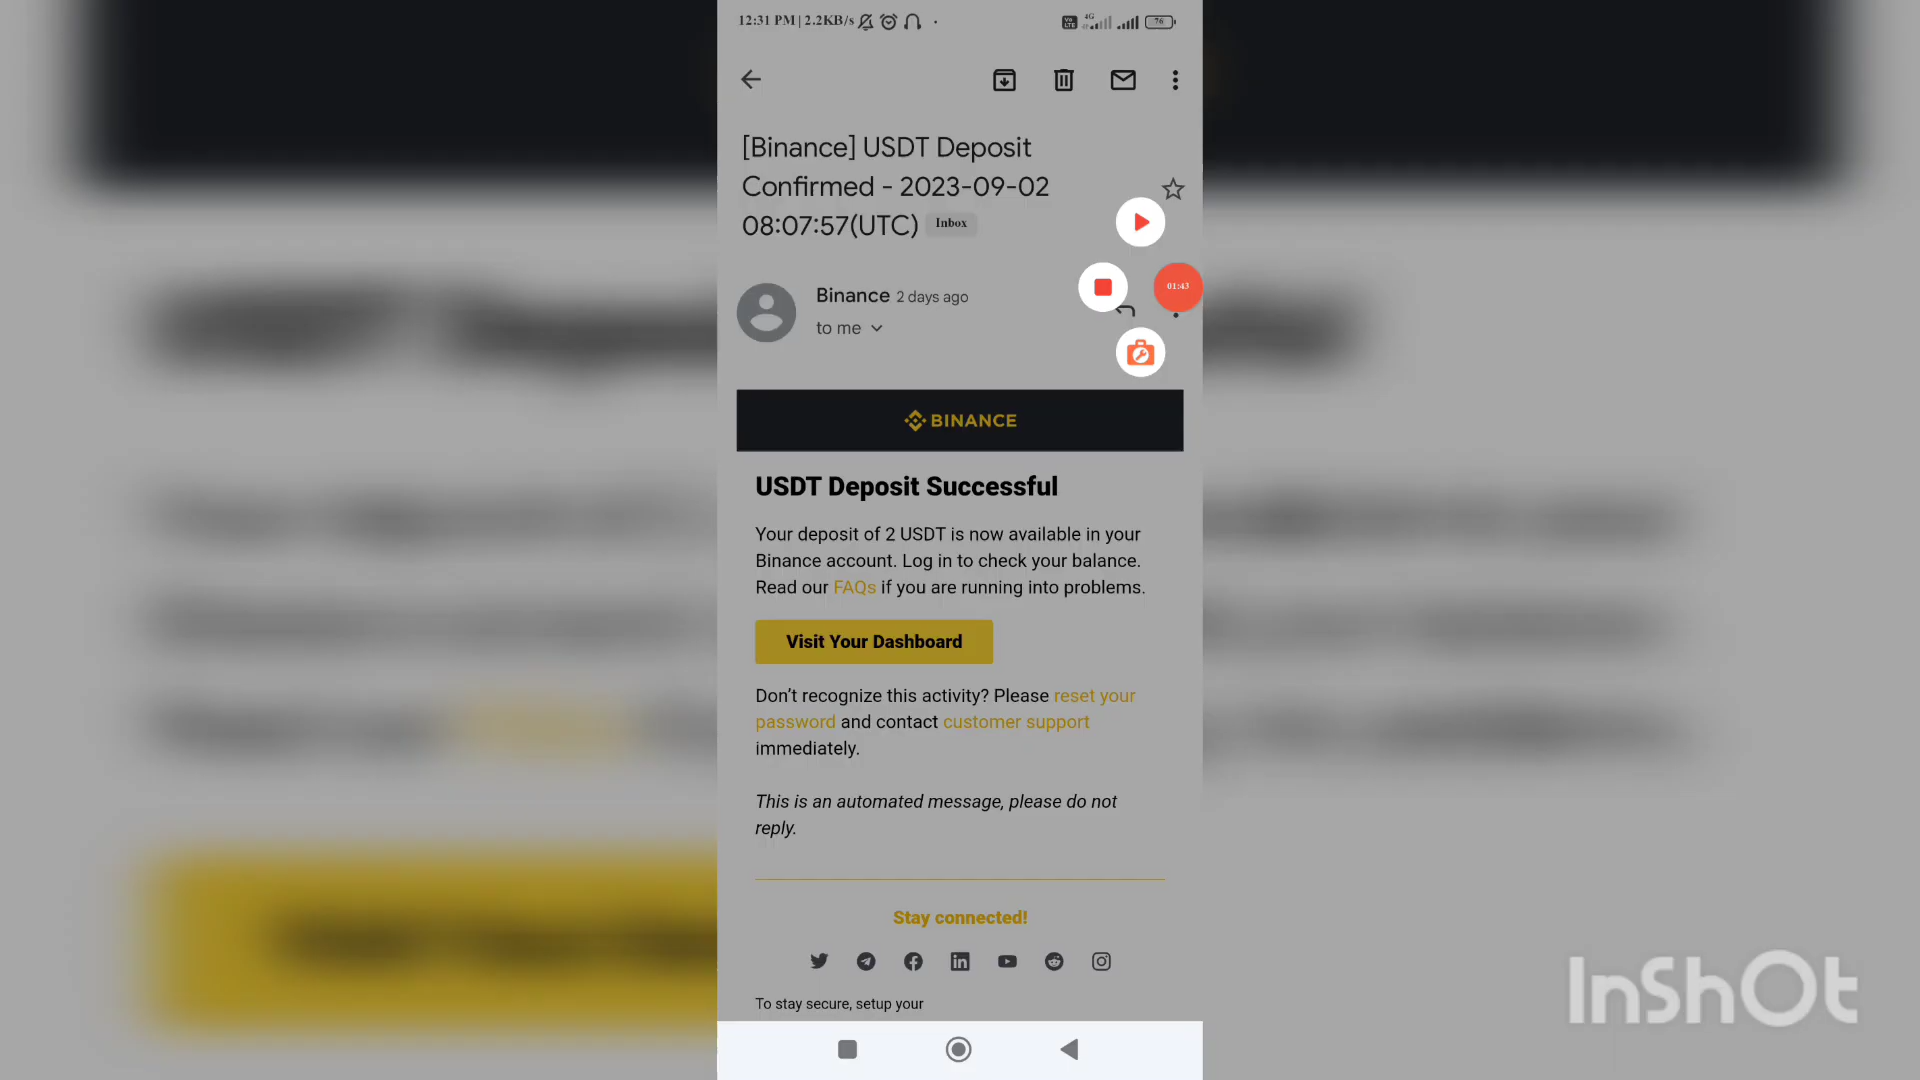 12:31 PM | 2.2KB/s
Vo LTE 4G 76
[Binance] USDT Deposit
Confirmed - 2023-09-02
08:07:57(UTC) Inbox
Binance 2 days ago
01:43
to me
BINANCE
USDT Deposit Successful
Your deposit of 2 USDT is now available in your
Binance account. Log in to check your balance.
Read our FAQs if you are running into problems.
Visit Your Dashboard
Don't recognize this activity? Please reset your
password and contact customer support
immediately.
This is an automated message, please do not
reply.
Stay connected!
To stay secure, setup your
InShOt